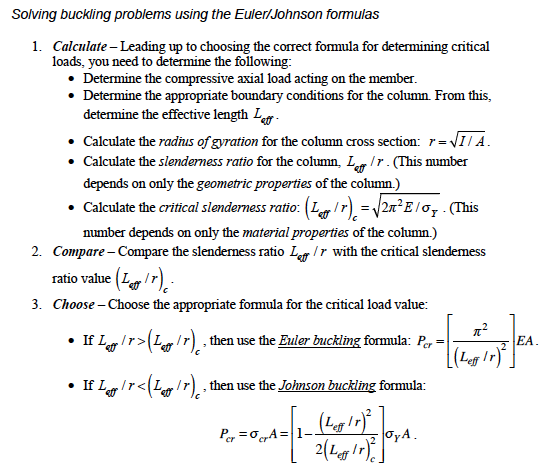 Solving buckling problems using the Euler/Johnson formulas
1. Calculate – Leading up to choosing the correct formula for determining critical
loads, you need to determine the following:
• Determine the compressive axial load acting on the member.
• Determine the appropriate boundary conditions for the column. From this,
determine the effective length L_eff .
• Calculate the radius of gyration for the column cross section: r = √(I / A) .
• Calculate the slenderness ratio for the column, L_eff / r . (This number
depends on only the geometric properties of the column.)
• Calculate the critical slenderness ratio: (L_eff / r)_c = √(2π²E / σ_Y) . (This
number depends on only the material properties of the column.)
2. Compare – Compare the slenderness ratio L_eff / r with the critical slenderness
ratio value (L_eff / r)_c .
3. Choose – Choose the appropriate formula for the critical load value:
• If L_eff / r > (L_eff / r)_c , then use the Euler buckling formula: P_cr = [π² / (L_eff / r)²] EA .
• If L_eff / r < (L_eff / r)_c , then use the Johnson buckling formula:
P_cr = σ_cr A = [1 − (L_eff / r)² / 2(L_eff / r)_c²] σ_Y A .